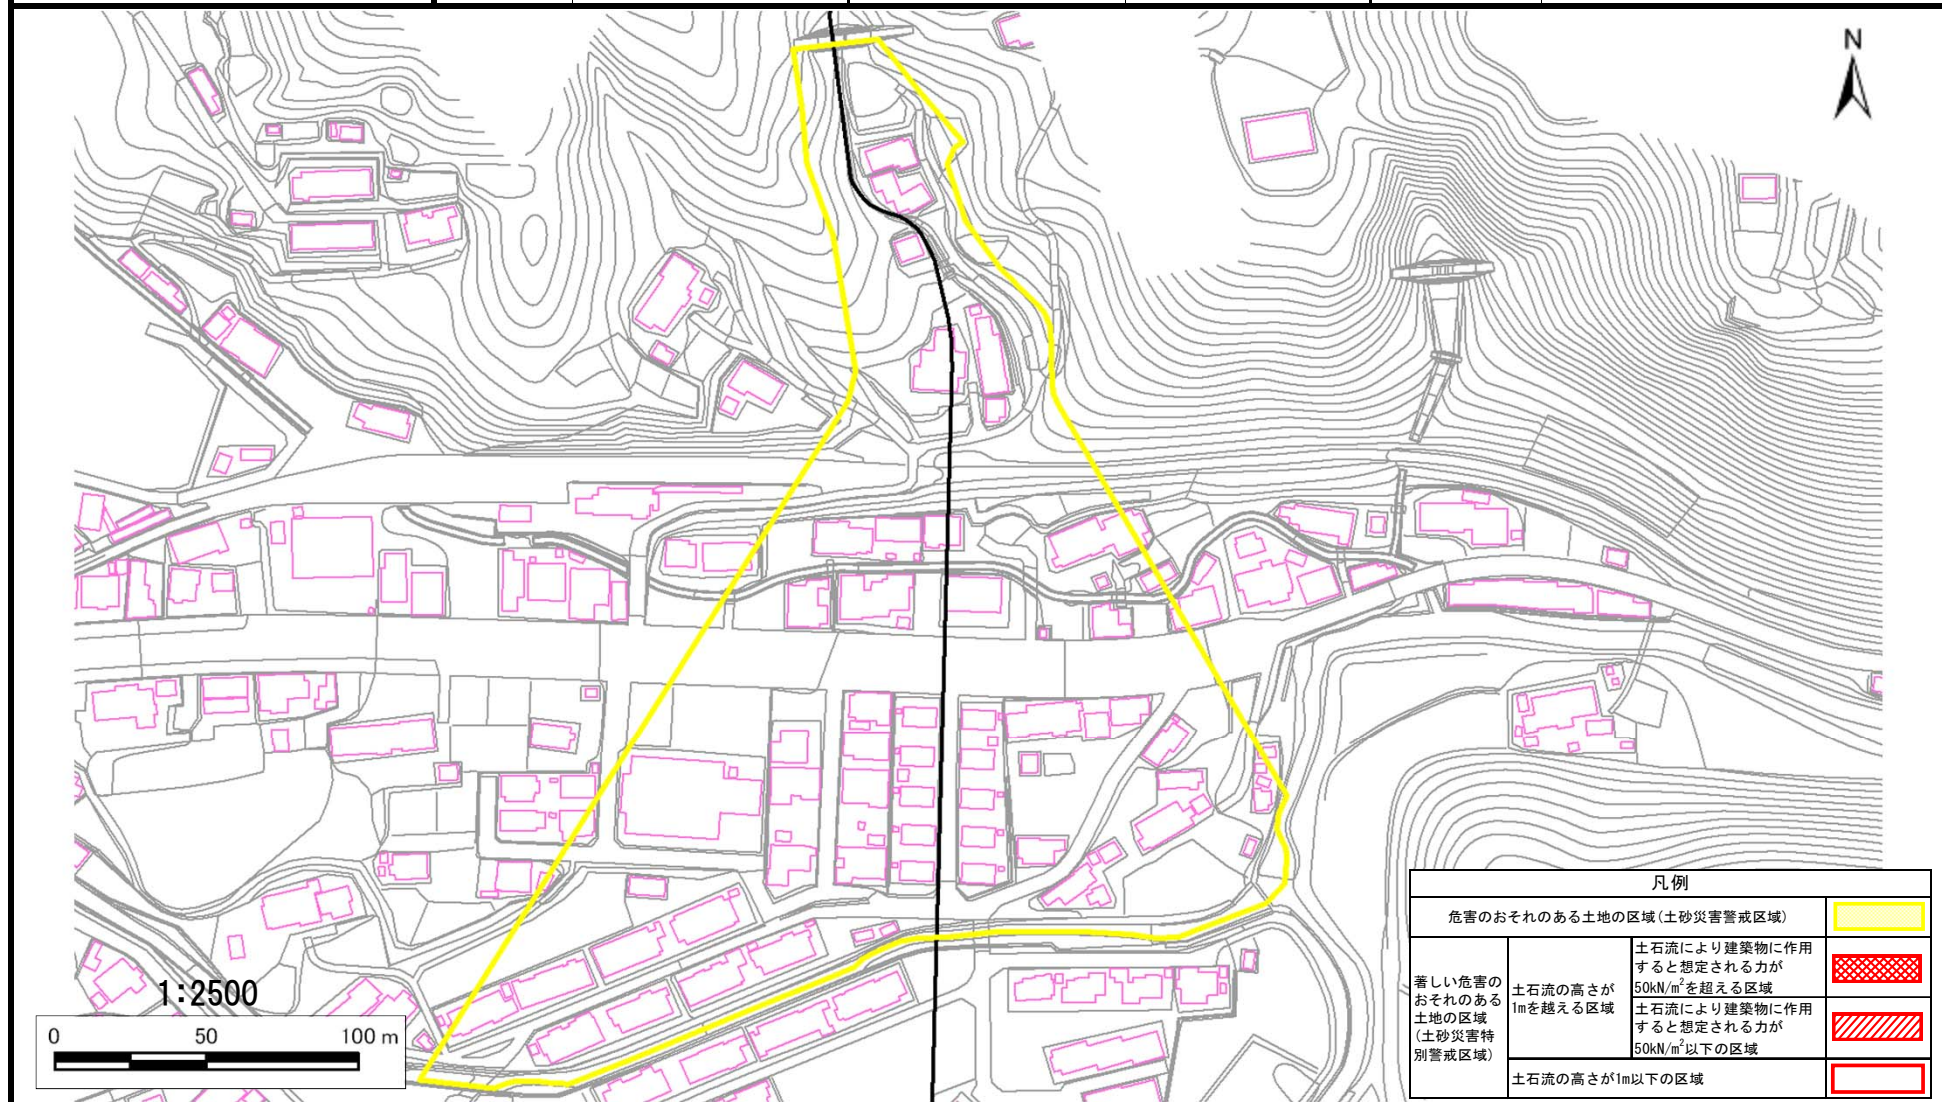 N
凡例
危害のおそれのある土地の区域(土砂災害警戒区域)
著しい危害の
おそれのある
土地の区域
(土砂災害特
別警戒区域)
土石流の高さが
1mを越える区域
土石流により建築物に作用
すると想定される力が
50kN/m²を超える区域
土石流により建築物に作用
すると想定される力が
50kN/m²以下の区域
土石流の高さが1m以下の区域
1:2500
0 50 100 m